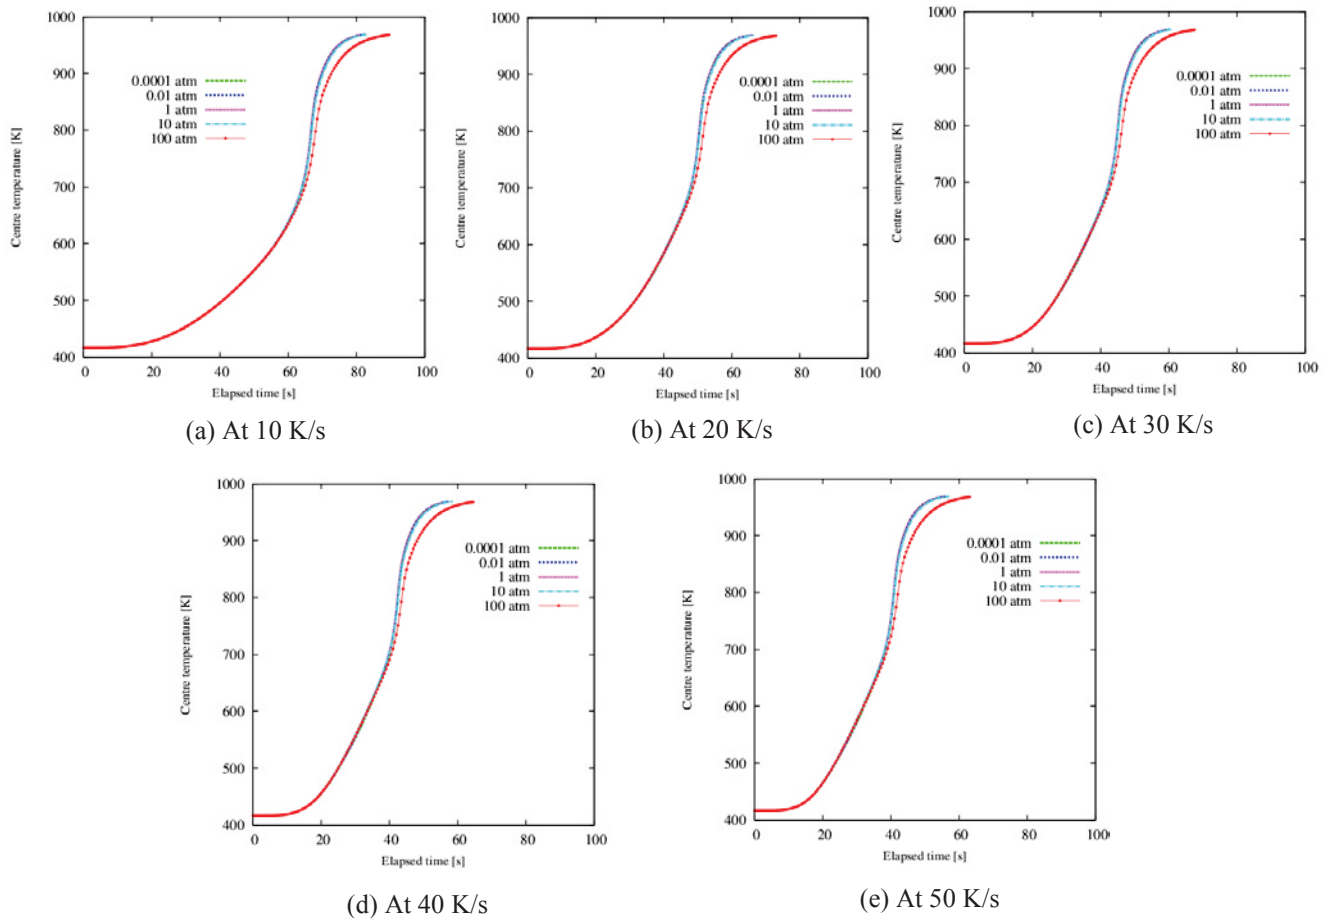 1000
900
800
700
600
500
400
Centre temperature [K]
0.0001 atm
0.01 atm
1 atm
10 atm
100 atm
0 20 40 60 80 100
Elapsed time [s]
(a) At 10 K/s
1000
900
800
700
600
500
400
Centre temperature [K]
0.0001 atm
0.01 atm
1 atm
10 atm
100 atm
0 20 40 60 80 100
Elapsed time [s]
(b) At 20 K/s
1000
900
800
700
600
500
400
Centre temperature [K]
0.0001 atm
0.01 atm
1 atm
10 atm
100 atm
0 20 40 60 80 100
Elapsed time [s]
(c) At 30 K/s
1000
900
800
700
600
500
400
Centre temperature [K]
0.0001 atm
0.01 atm
1 atm
10 atm
100 atm
0 20 40 60 80 100
Elapsed time [s]
(d) At 40 K/s
1000
900
800
700
600
500
400
Centre temperature [K]
0.0001 atm
0.01 atm
1 atm
10 atm
100 atm
0 20 40 60 80 100
Elapsed time [s]
(e) At 50 K/s